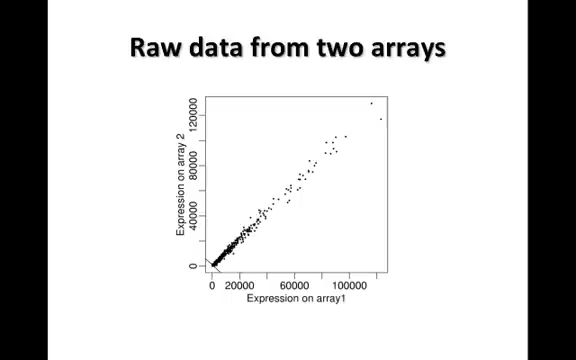 Raw data from two arrays
Expression on array 2
120000
80000
40000
0
0 20000 60000 100000
Expression on array1